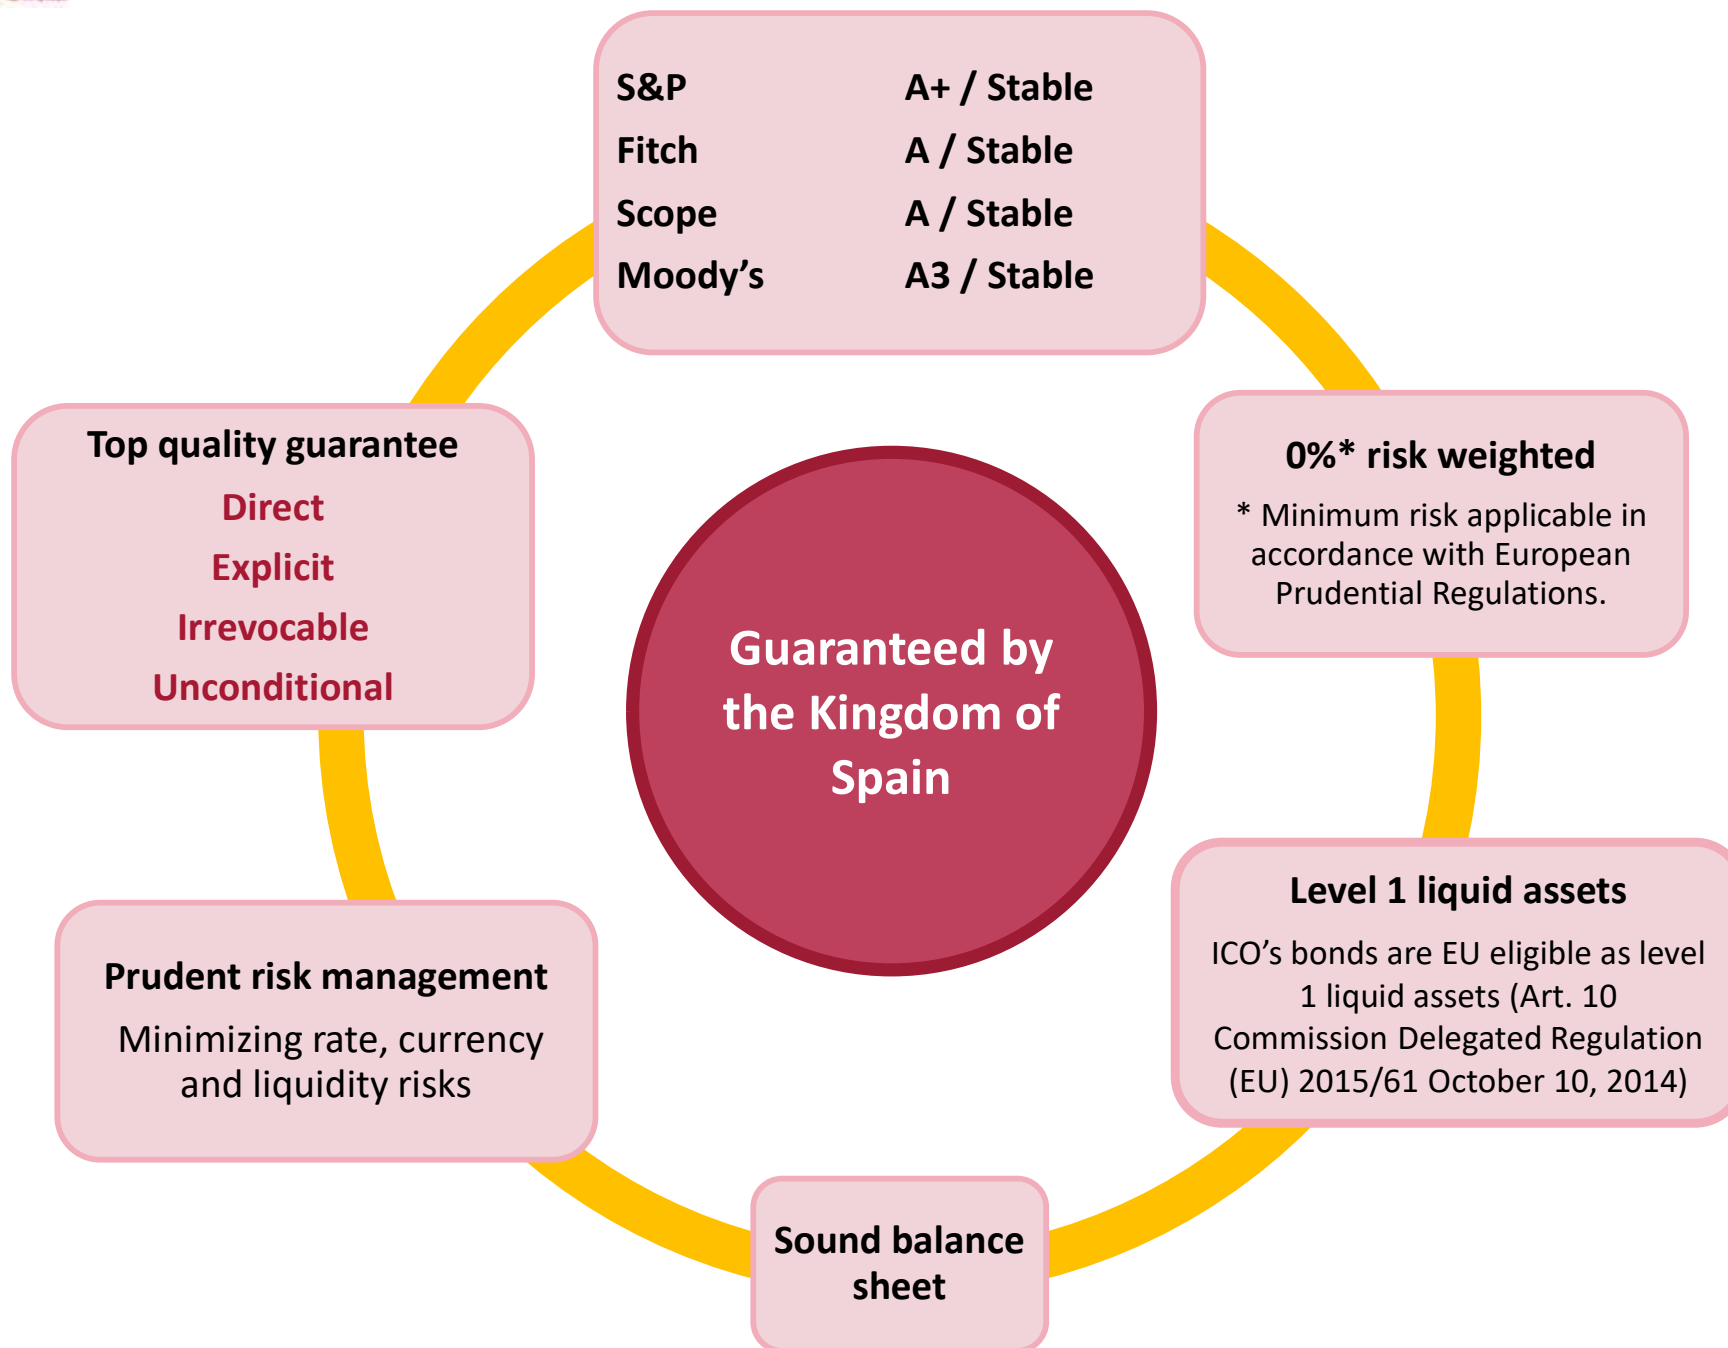 S&P A+ / Stable
Fitch A / Stable
Scope A / Stable
Moody’s A3 / Stable
Top quality guarantee
Direct
Explicit
Irrevocable
Unconditional
0%* risk weighted
* Minimum risk applicable in
accordance with European
Prudential Regulations.
Guaranteed by
the Kingdom of
Spain
Level 1 liquid assets
ICO’s bonds are EU eligible as level
1 liquid assets (Art. 10
Commission Delegated Regulation
(EU) 2015/61 October 10, 2014)
Prudent risk management
Minimizing rate, currency
and liquidity risks
Sound balance
sheet